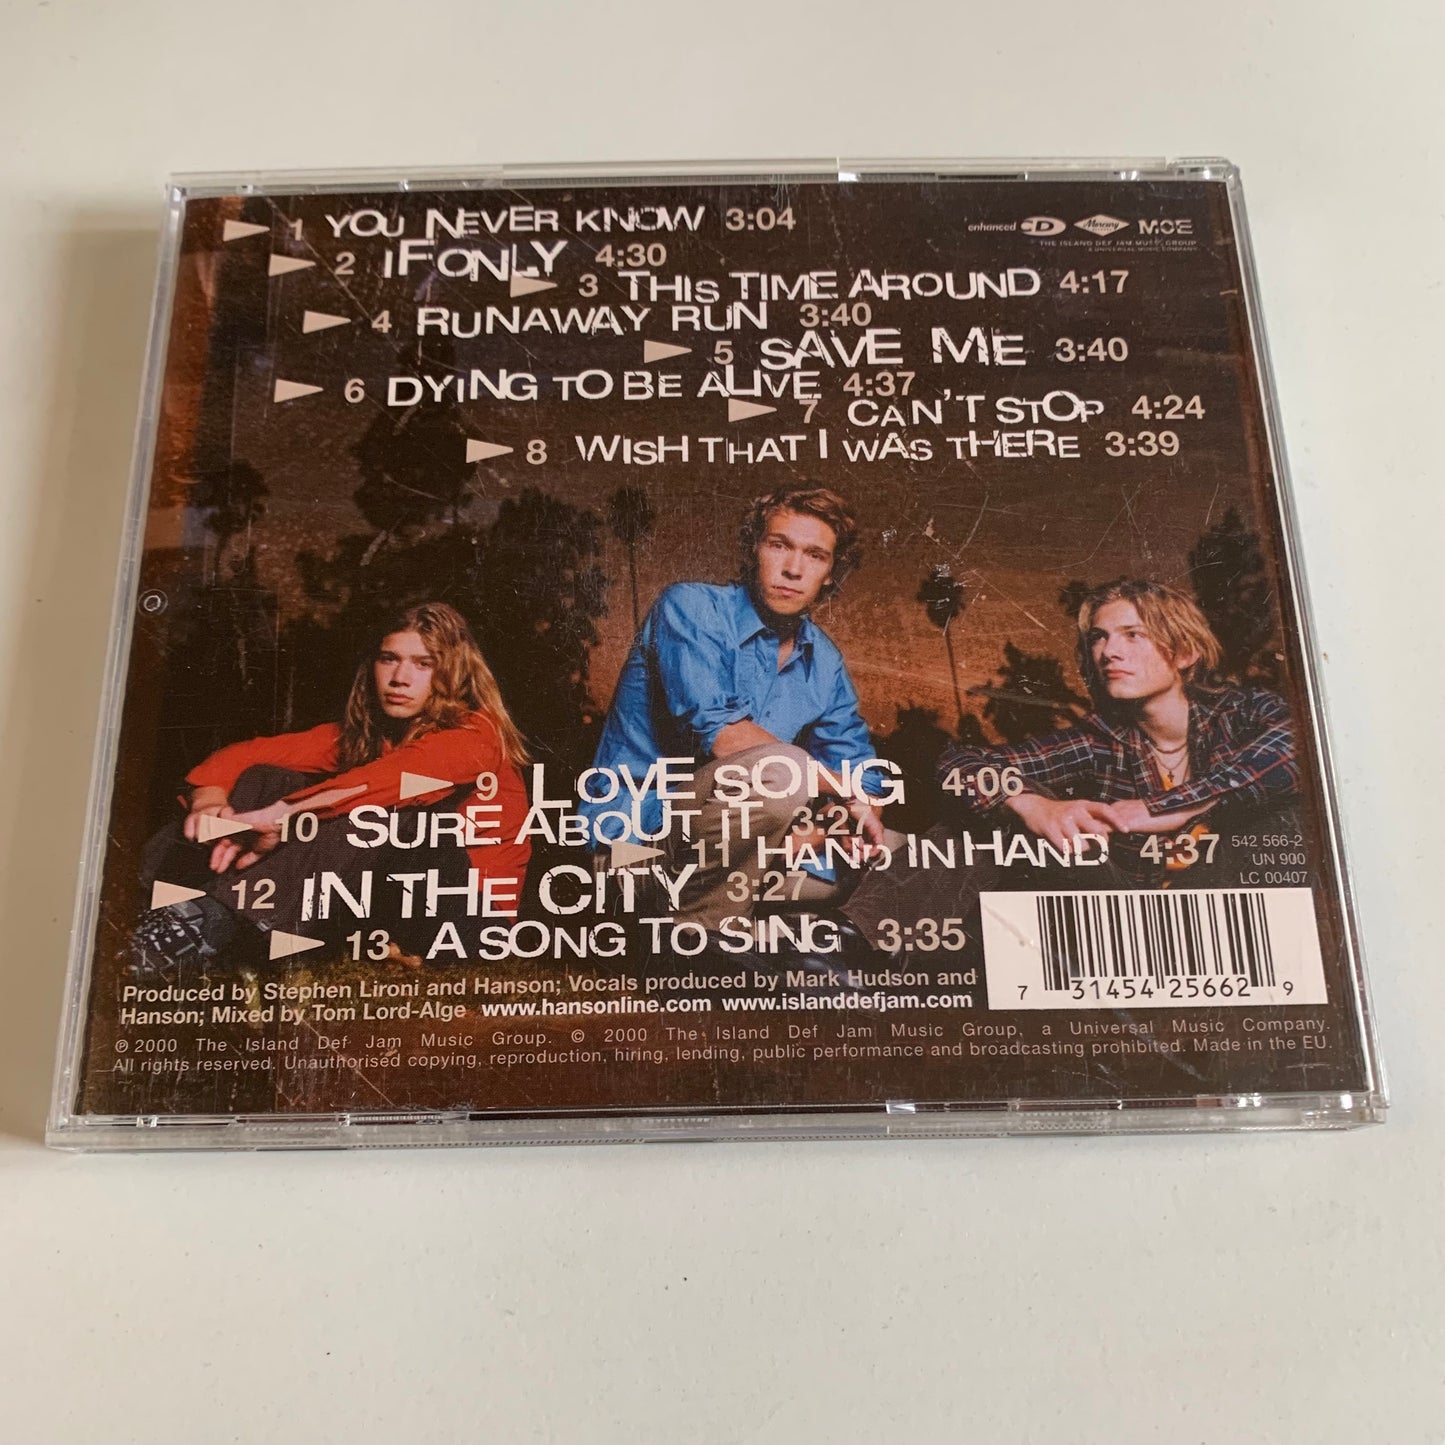 1 YOU NEVER KNOW 3:04
enhanced CD Mercury MOE
THE ISLAND DEF JAM MUSIC GROUP
A UNIVERSAL MUSIC COMPANY
2 IF ONLY 4:30
3 THIS TIME AROUND 4:17
4 RUNAWAY RUN 3:40
5 SAVE ME 3:40
6 DYING TO BE ALIVE 4:37
7 CAN'T STOP 4:24
8 WISH THAT I WAS THERE 3:39
9 LOVE SONG 4:06
10 SURE ABOUT IT 3:27
11 HAND IN HAND 4:37
542 566-2
UN 900
LC 00407
12 IN THE CITY 3:27
13 A SONG TO SING 3:35
7 31454 25662 9
Produced by Stephen Lironi and Hanson; Vocals produced by Mark Hudson and
Hanson; Mixed by Tom Lord-Alge www.hansonline.com www.islanddefjam.com
℗ 2000 The Island Def Jam Music Group. © 2000 The Island Def Jam Music Group, a Universal Music Company.
All rights reserved. Unauthorised copying, reproduction, hiring, lending, public performance and broadcasting prohibited. Made in the EU.